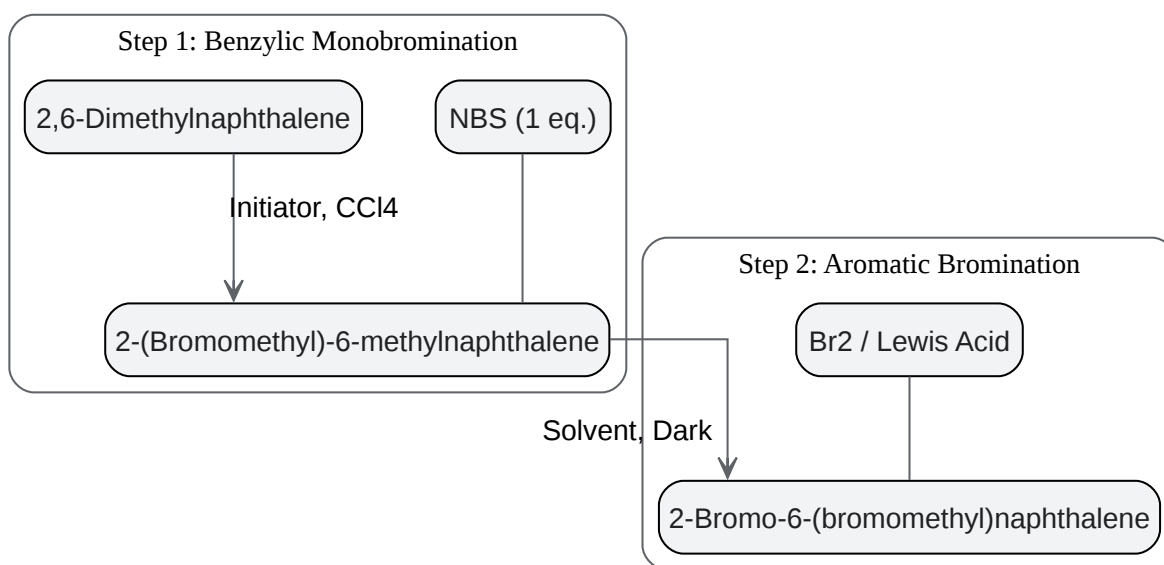 Step 1: Benzylic Monobromination
2,6-Dimethylnaphthalene
NBS (1 eq.)
Initiator, CCl4
2-(Bromomethyl)-6-methylnaphthalene
Step 2: Aromatic Bromination
Br2 / Lewis Acid
Solvent, Dark
2-Bromo-6-(bromomethyl)naphthalene